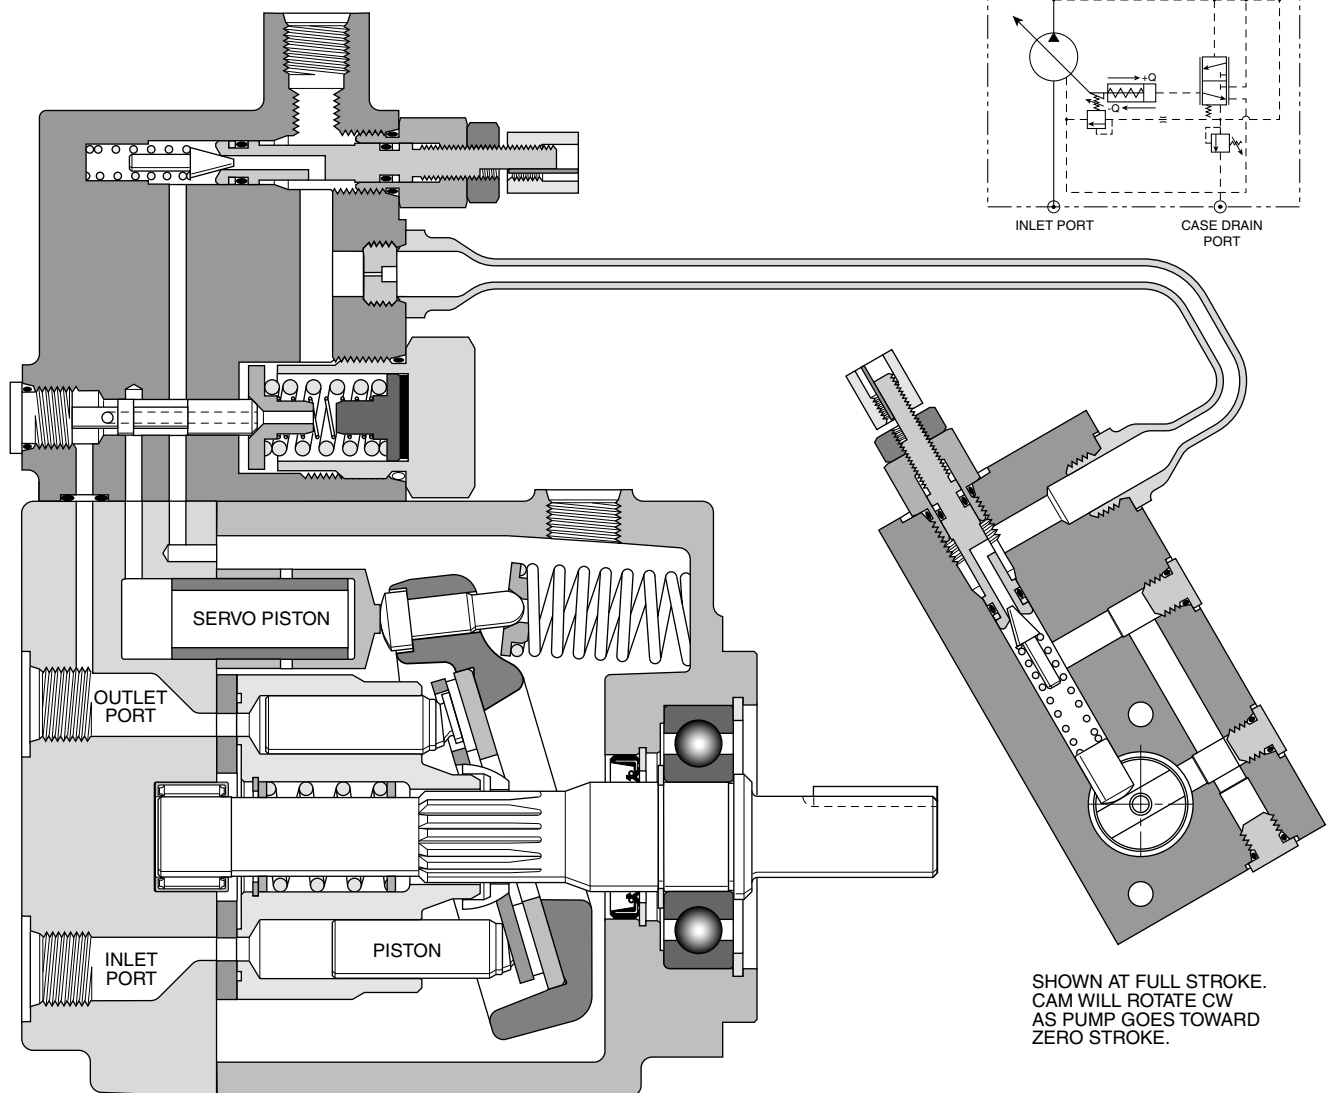 +Q
-Q
INLET PORT
CASE DRAIN
PORT
SERVO PISTON
OUTLET
PORT
PISTON
INLET
PORT
SHOWN AT FULL STROKE.
CAM WILL ROTATE CW
AS PUMP GOES TOWARD
ZERO STROKE.